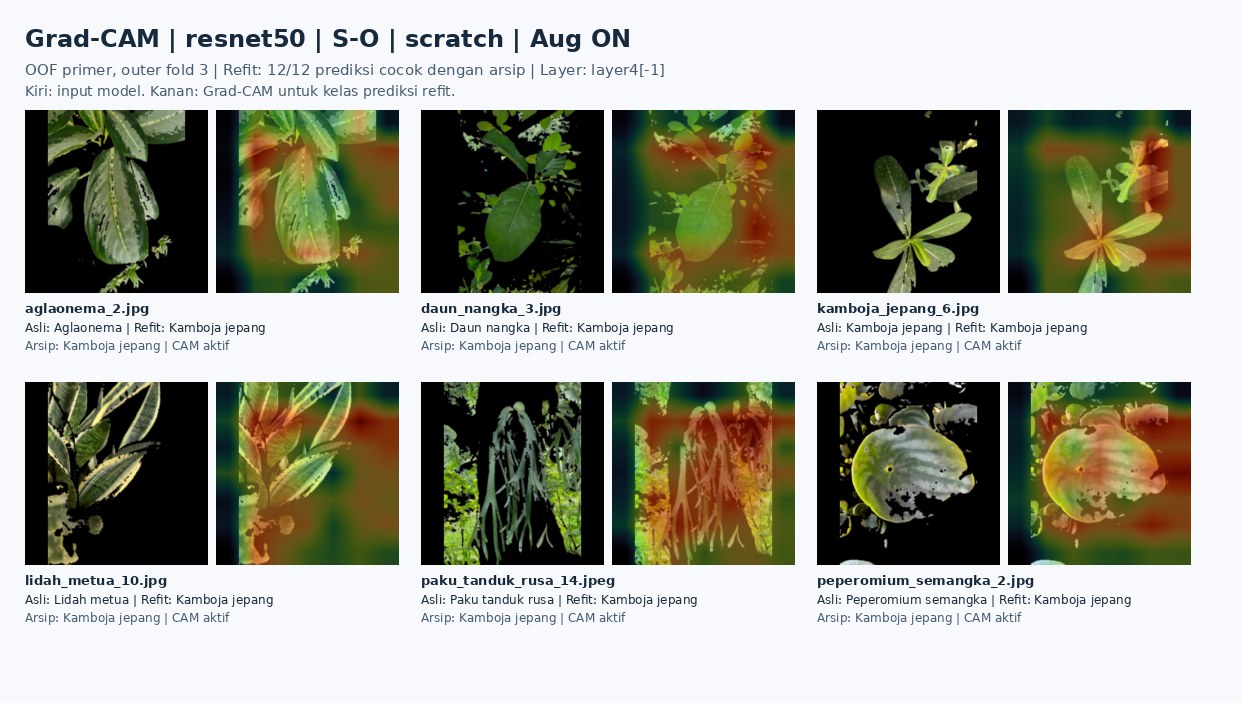 Grad-CAM | resnet50 | S-O | scratch | Aug ON
OOF primer, outer fold 3 | Refit: 12/12 prediksi cocok dengan arsip | Layer: layer4[-1]
Kiri: input model. Kanan: Grad-CAM untuk kelas prediksi refit.
aglaonema_2.jpg
Asli: Aglaonema | Refit: Kamboja jepang
Arsip: Kamboja jepang | CAM aktif
daun_nangka_3.jpg
Asli: Daun nangka | Refit: Kamboja jepang
Arsip: Kamboja jepang | CAM aktif
kamboja_jepang_6.jpg
Asli: Kamboja jepang | Refit: Kamboja jepang
Arsip: Kamboja jepang | CAM aktif
lidah_metua_10.jpg
Asli: Lidah metua | Refit: Kamboja jepang
Arsip: Kamboja jepang | CAM aktif
paku_tanduk_rusa_14.jpeg
Asli: Paku tanduk rusa | Refit: Kamboja jepang
Arsip: Kamboja jepang | CAM aktif
peperomium_semangka_2.jpg
Asli: Peperomium semangka | Refit: Kamboja jepang
Arsip: Kamboja jepang | CAM aktif